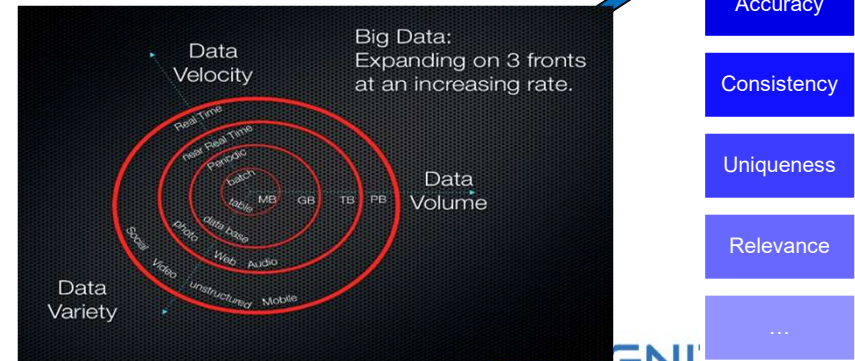 Data
Velocity
Big Data:
Expanding on 3 fronts
at an increasing rate.
Real Time
near Real Time
Periodic
batch
table
MB
GB
TB
PB
Data
Volume
data base
photo
Web
Audio
Social
Video
unstructured
Mobile
Data
Variety
Accuracy
Consistency
Uniqueness
Relevance
...